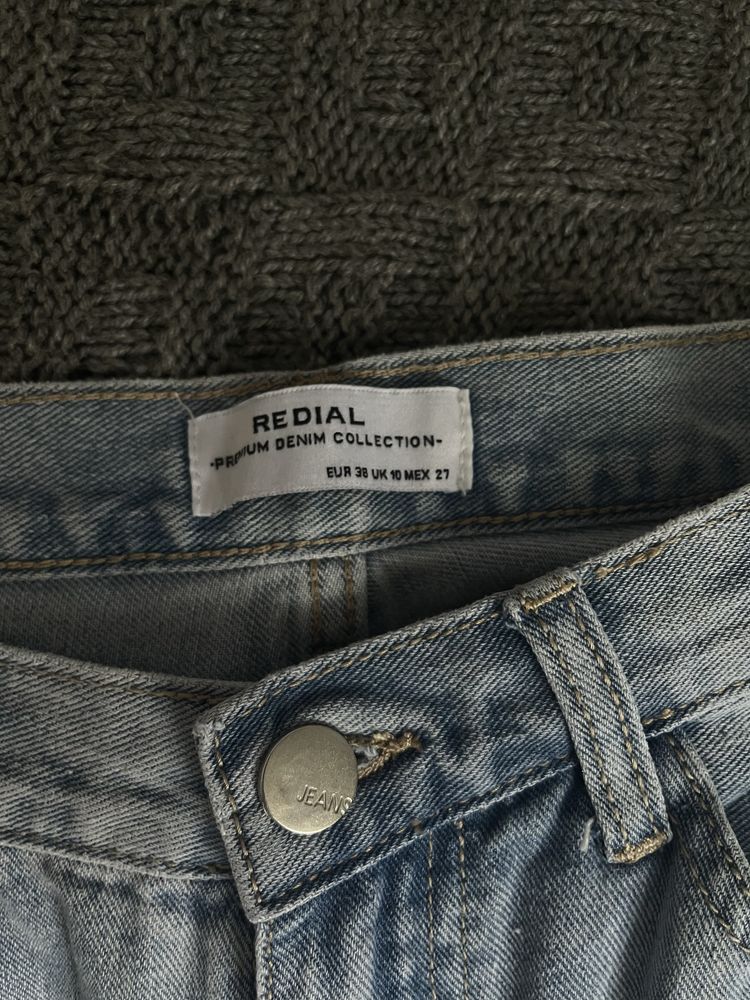 REDIAL
-PREMIUM DENIM COLLECTION-
EUR 38 UK 10 MEX 27
JEANS